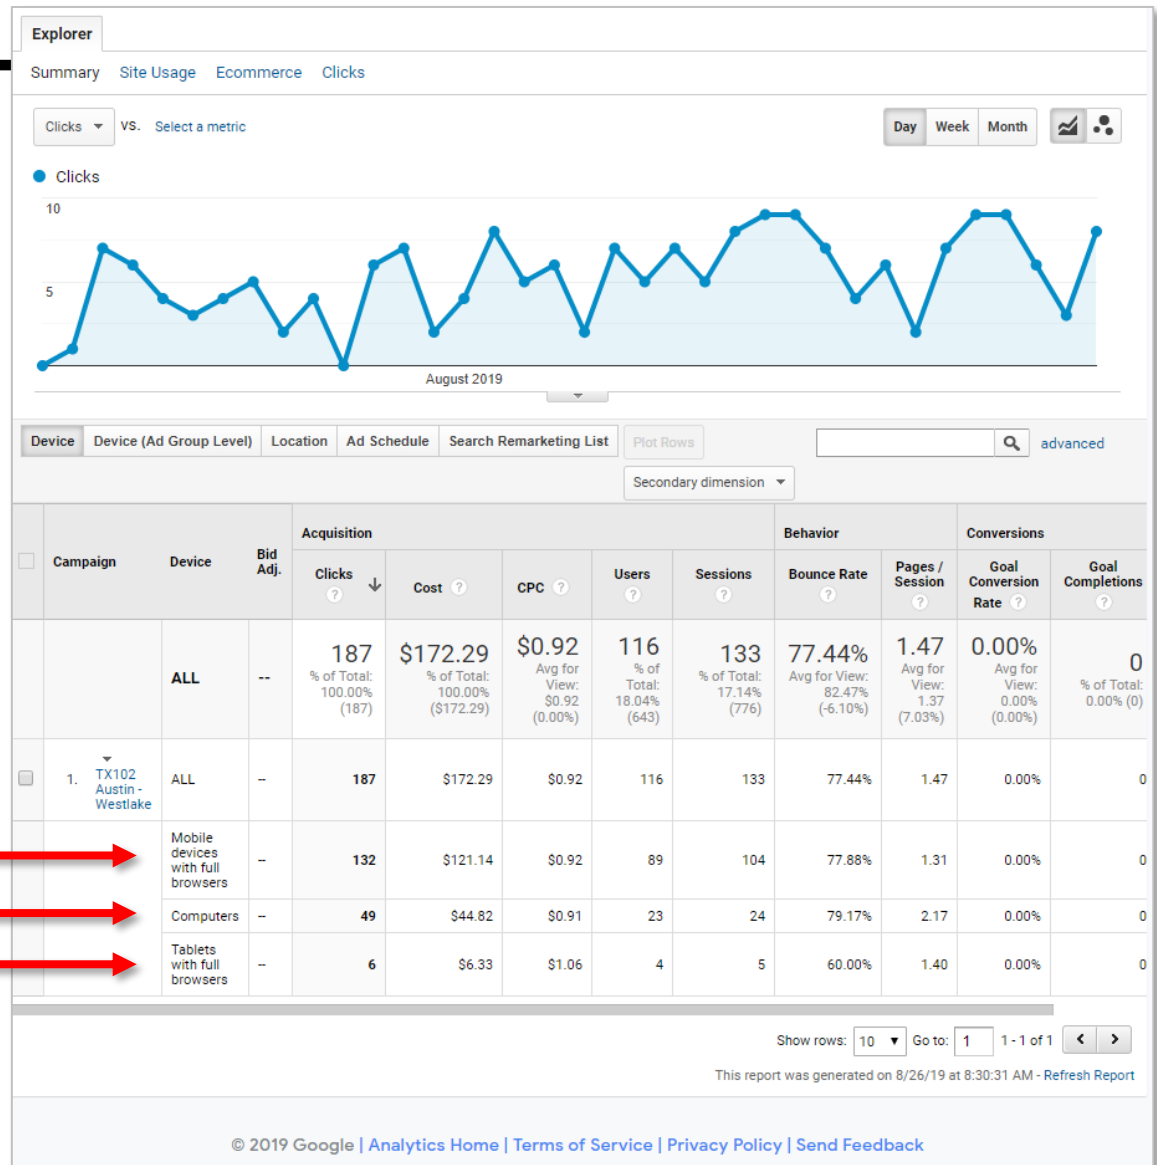 Explorer
Summary Site Usage Ecommerce Clicks
Clicks VS. Select a metric Day Week Month
Clicks
10
5
August 2019
Device Device (Ad Group Level) Location Ad Schedule Search Remarketing List Plot Rows advanced
Secondary dimension
Acquisition Behavior Conversions
Campaign Device Bid Adj. Clicks ? Cost ? CPC ? Users ? Sessions ? Bounce Rate ? Pages / Session ? Goal Conversion Rate ? Goal Completions ?
ALL -- 187 $172.29 $0.92 116 133 77.44% 1.47 0.00% 0
% of Total: 100.00% (187) % of Total: 100.00% ($172.29) Avg for View: $0.92 (0.00%) % of Total: 18.04% (643) % of Total: 17.14% (776) Avg for View: 82.47% (-6.10%) Avg for View: 1.37 (7.03%) Avg for View: 0.00% (0.00%) % of Total: 0.00% (0)
1. TX102 Austin - Westlake ALL -- 187 $172.29 $0.92 116 133 77.44% 1.47 0.00% 0
Mobile devices with full browsers -- 132 $121.14 $0.92 89 104 77.88% 1.31 0.00% 0
Computers -- 49 $44.82 $0.91 23 24 79.17% 2.17 0.00% 0
Tablets with full browsers -- 6 $6.33 $1.06 4 5 60.00% 1.40 0.00% 0
Show rows: 10 Go to: 1 1 - 1 of 1
This report was generated on 8/26/19 at 8:30:31 AM - Refresh Report
© 2019 Google | Analytics Home | Terms of Service | Privacy Policy | Send Feedback